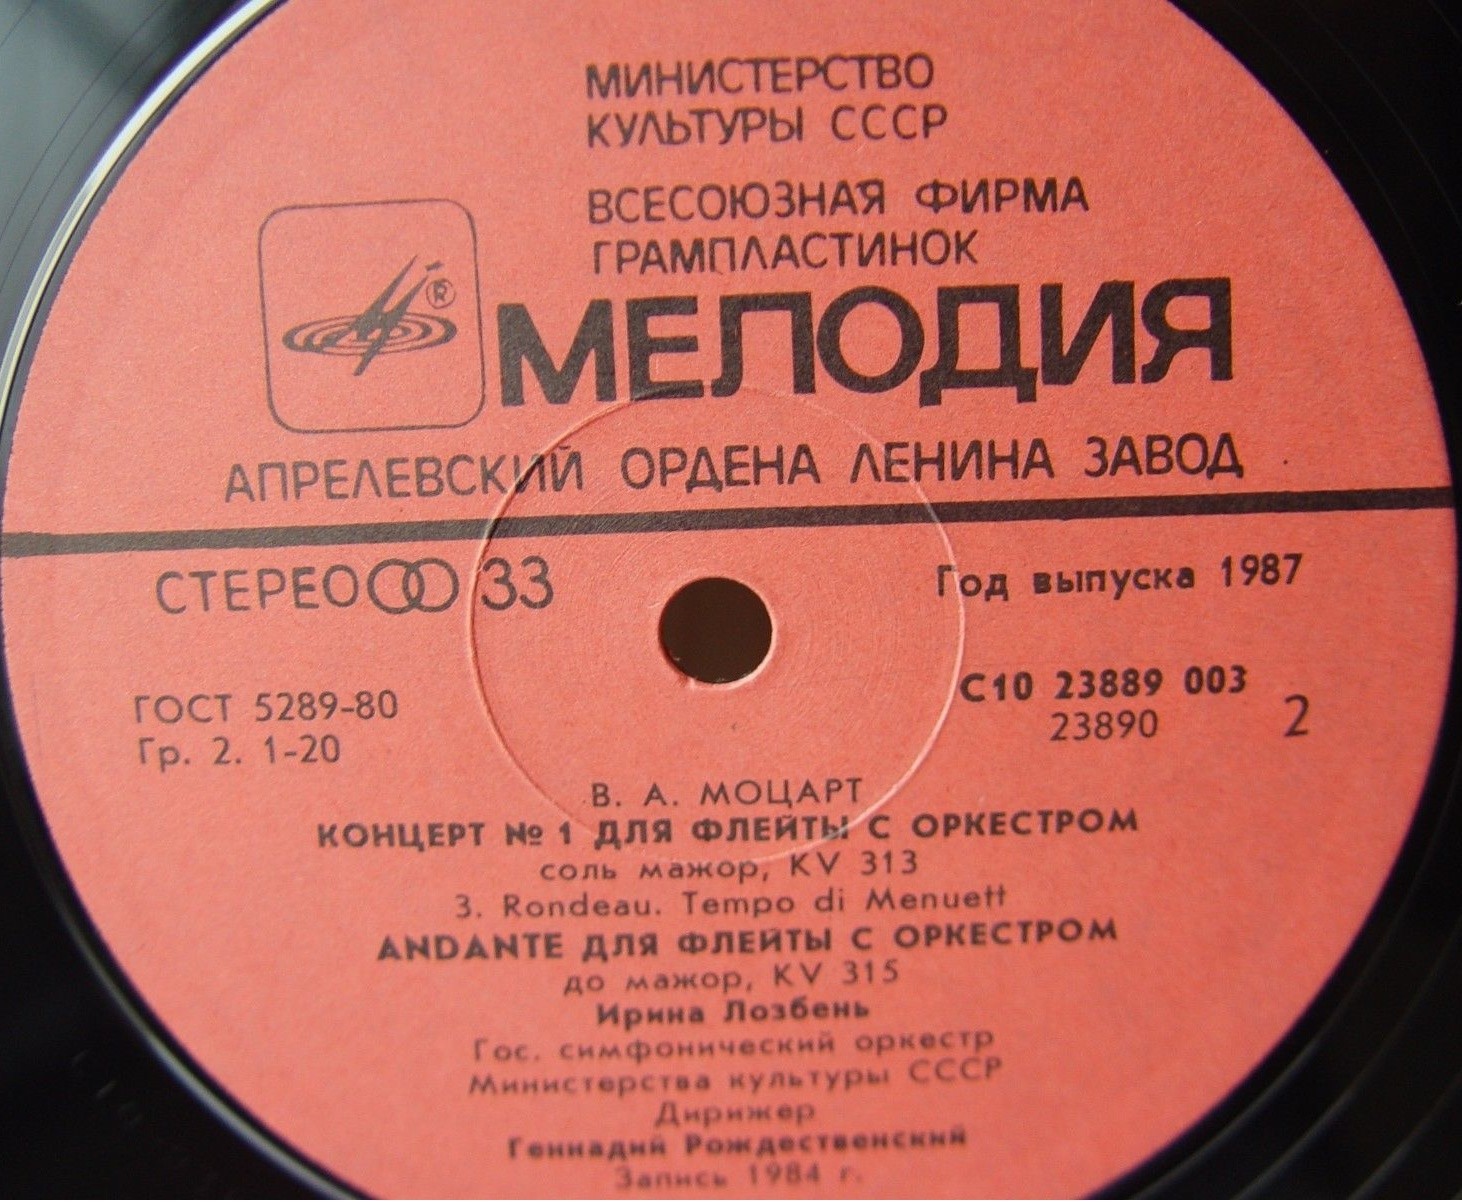 МИНИСТЕРСТВО
КУЛЬТУРЫ СССР
ВСЕСОЮЗНАЯ ФИРМА
ГРАМПЛАСТИНОК
МЕЛОДИЯ
АПРЕЛЕВСКИЙ ОРДЕНА ЛЕНИНА ЗАВОД
СТЕРЕО 33
Год выпуска 1987
ГОСТ 5289-80
Гр. 2. 1-20
С10 23889 003
23890
2
В. А. МОЦАРТ
КОНЦЕРТ № 1 ДЛЯ ФЛЕЙТЫ С ОРКЕСТРОМ
соль мажор, KV 313
3. Rondeau. Tempo di Menuett
ANDANTE ДЛЯ ФЛЕЙТЫ С ОРКЕСТРОМ
до мажор, KV 315
Ирина Лозбень
Гос. симфонический оркестр
Министерства культуры СССР
Дирижер
Геннадий Рождественский
Запись 1984 г.